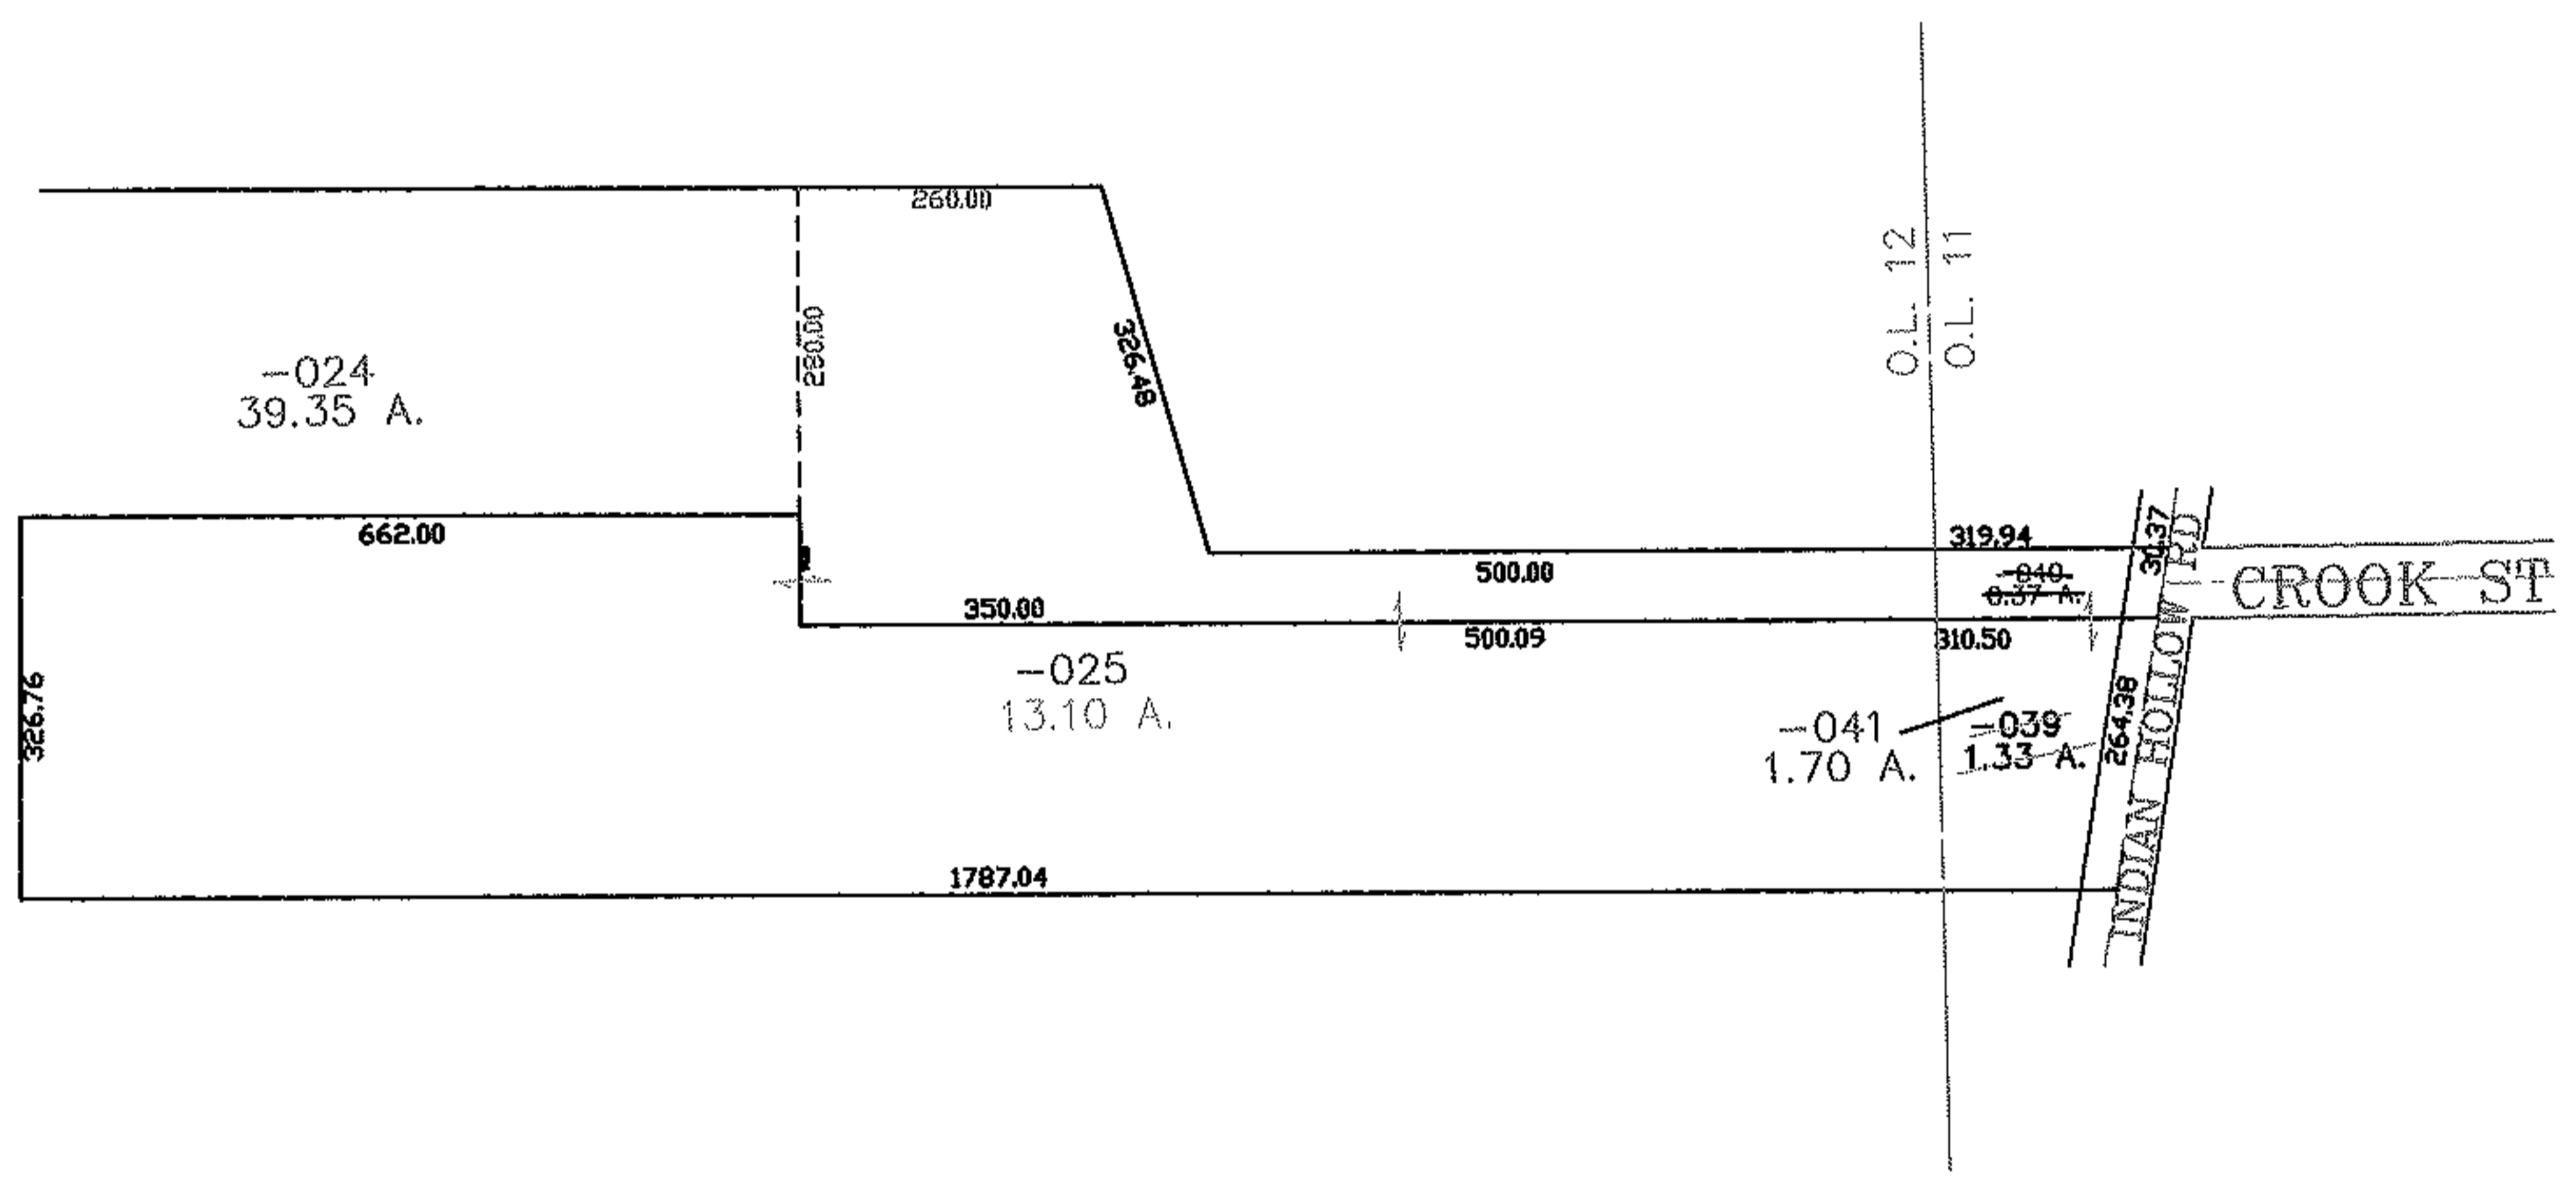 260.00
280.00
326.48
-024
39.35 A.
O.L. 12
O.L. 11
662.00
350.00
500.00
319.94
30.37
-040
0.37 A.
CROOK ST
500.09
310.50
-025
13.10 A.
326.76
-041
1.70 A.
-039
1.33 A.
264.38
INDIAN HOLLOW RD
1787.04